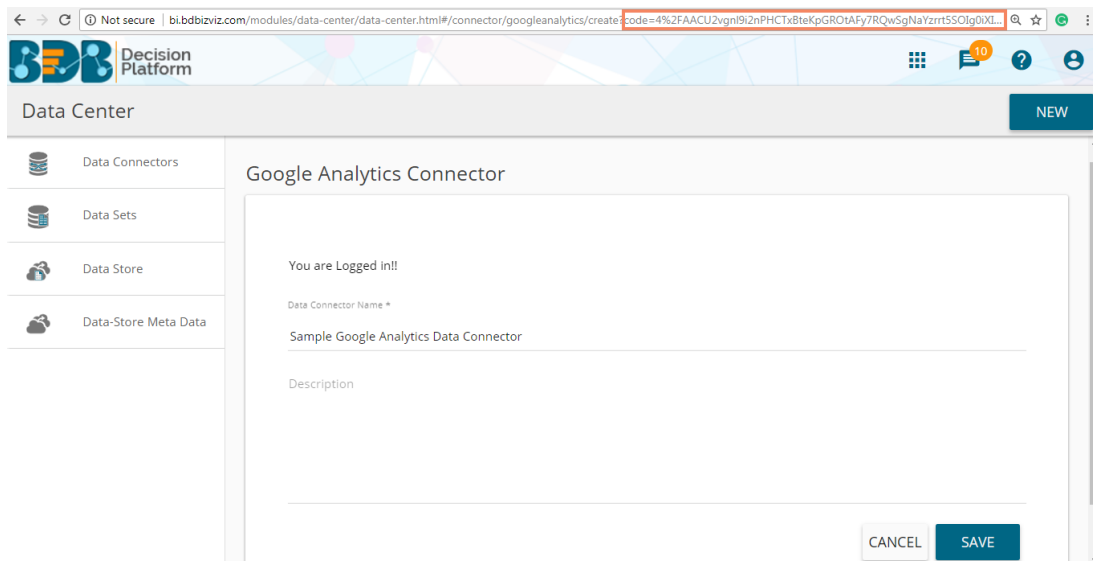 Not secure | bi.bdbizviz.com/modules/data-center/data-center.html#/connector/googleanalytics/create?code=4%2FAACU2vgnl9i2nPHCTxBteKpGROtAFy7RQwSgNaYzrrt5SOIg0iXI...
BDB Decision
Platform
10
Data Center
NEW
Data Connectors
Google Analytics Connector
Data Sets
Data Store
You are Logged in!!
Data Connector Name *
Data-Store Meta Data
Sample Google Analytics Data Connector
Description
CANCEL
SAVE